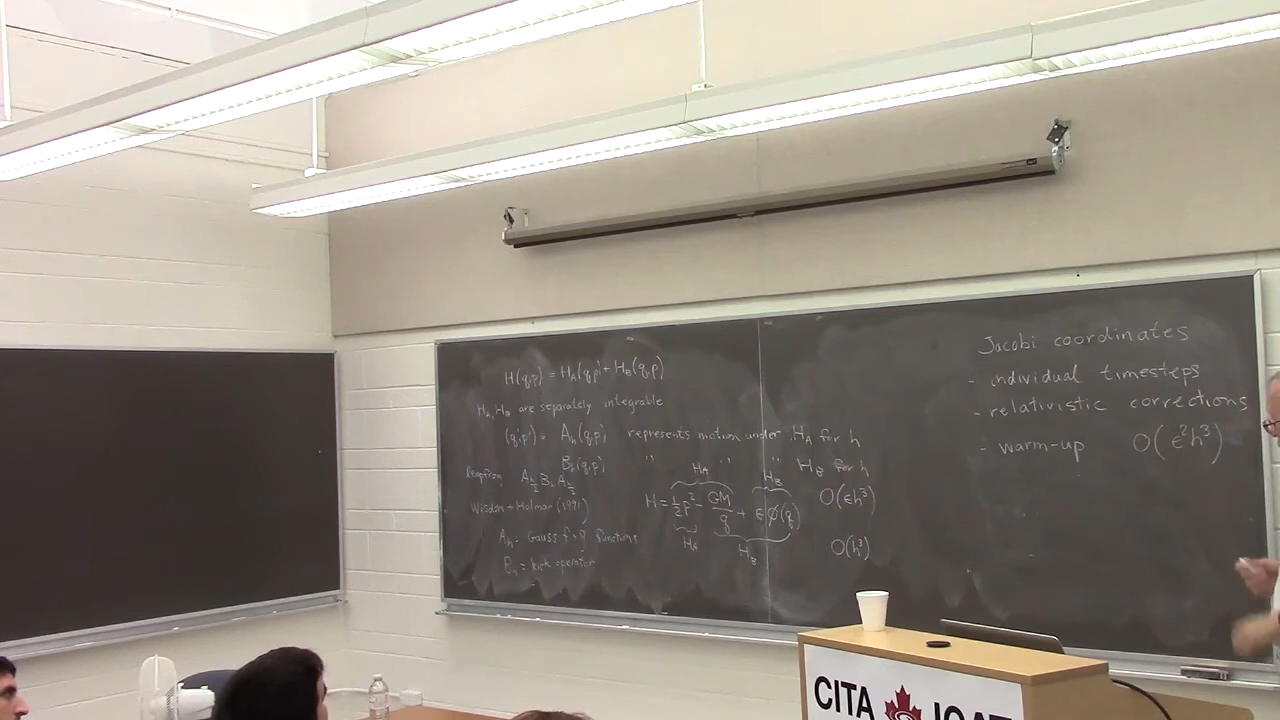 H(q,p) = H_A(q,p) + H_B(q,p)
H_A, H_B are separately integrable
(q',p') = A_h(q,p) represents motion under H_A for h
B_h(q,p) " " " H_B for h
A_{h/2} B_h A_{h/2}
Wisdom + Holman (1991)
H = ½p² - GM/q + εφ(q)
H_A
H_B
O(εh³)
H_A
H_B
O(h³)
A_h = Gauss f + g functions
B_h = kick operator
Jacobi coordinates
- individual timesteps
- relativistic corrections
- warm-up O(ε²h³)
CITA